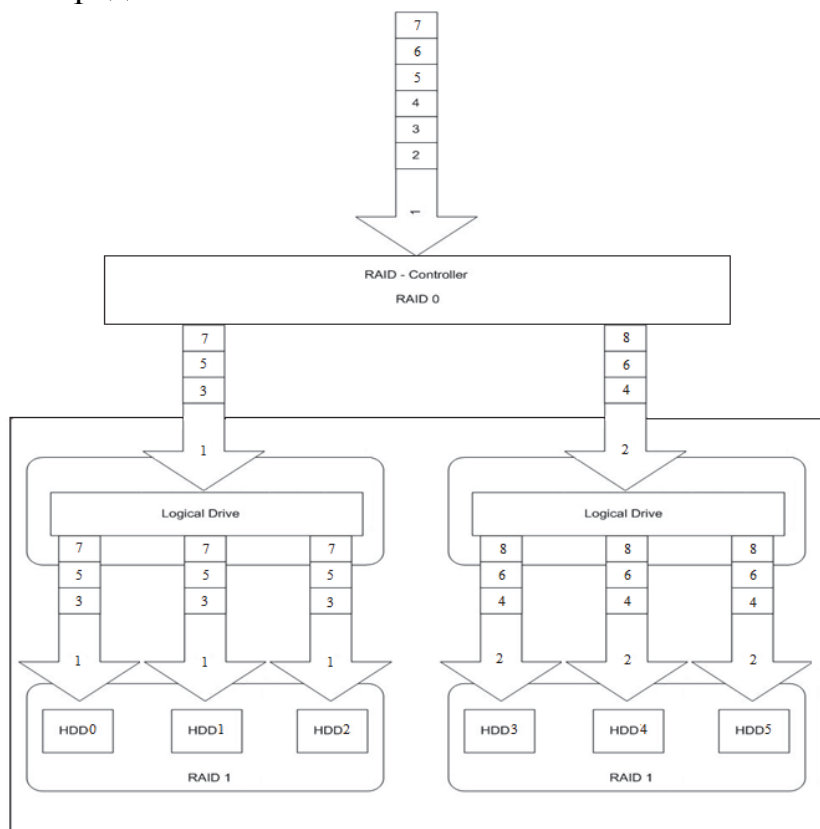 7
6
5
4
3
2
1
RAID - Controller
RAID 0
7 8
5 6
3 4
1 2
Logical Drive Logical Drive
7 7 7 8 8 8
5 5 5 6 6 6
3 3 3 4 4 4
1 1 1 2 2 2
HDD0 HDD1 HDD2 HDD3 HDD4 HDD5
RAID 1 RAID 1